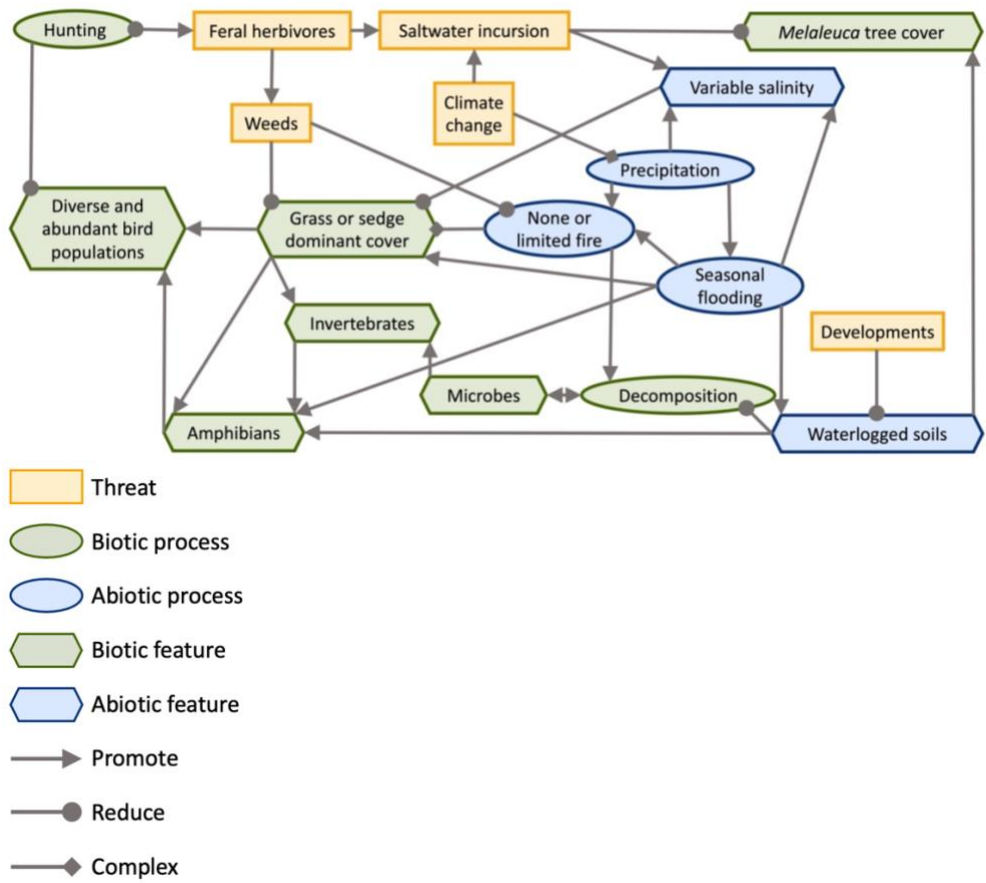 Hunting
Feral herbivores
Saltwater incursion
Melaleuca tree cover
Variable salinity
Climate
change
Weeds
Precipitation
Diverse and
abundant bird
populations
Grass or sedge
dominant cover
None or
limited fire
Seasonal
flooding
Invertebrates
Developments
Microbes
Decomposition
Amphibians
Waterlogged soils
Threat
Biotic process
Abiotic process
Biotic feature
Abiotic feature
Promote
Reduce
Complex